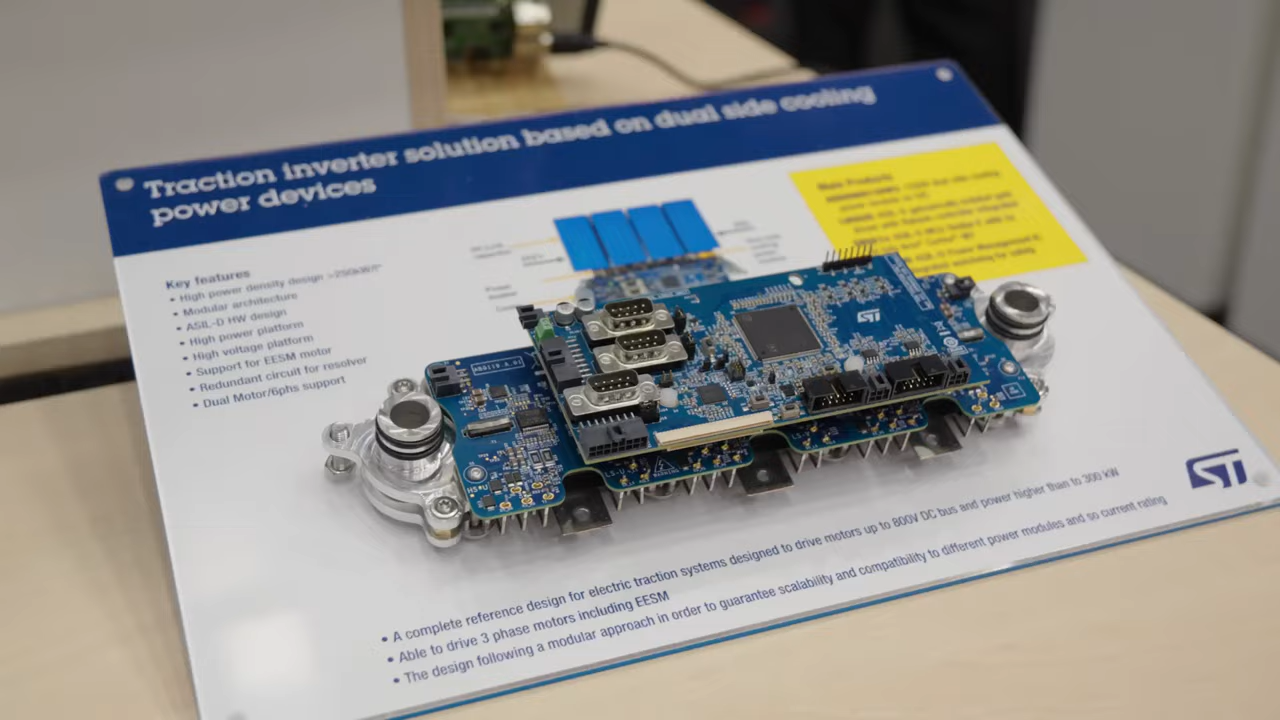 Traction inverter solution based on dual side cooling
power devices
Key features
• High power density design >250kW/l"
• Modular architecture
• ASIL-D HW design
• High power platform
• High voltage platform
• Support for EESM motor
• Redundant circuit for resolver
• Dual Motor/6phs support
Main Products
ST
ST
• A complete reference design for electric traction systems designed to drive motors up to 800V DC bus and power higher than to 300 kW
• Able to drive 3 phase motors including EESM
• The design following a modular approach in order to guarantee scalability and compatibility to different power modules and so current rating